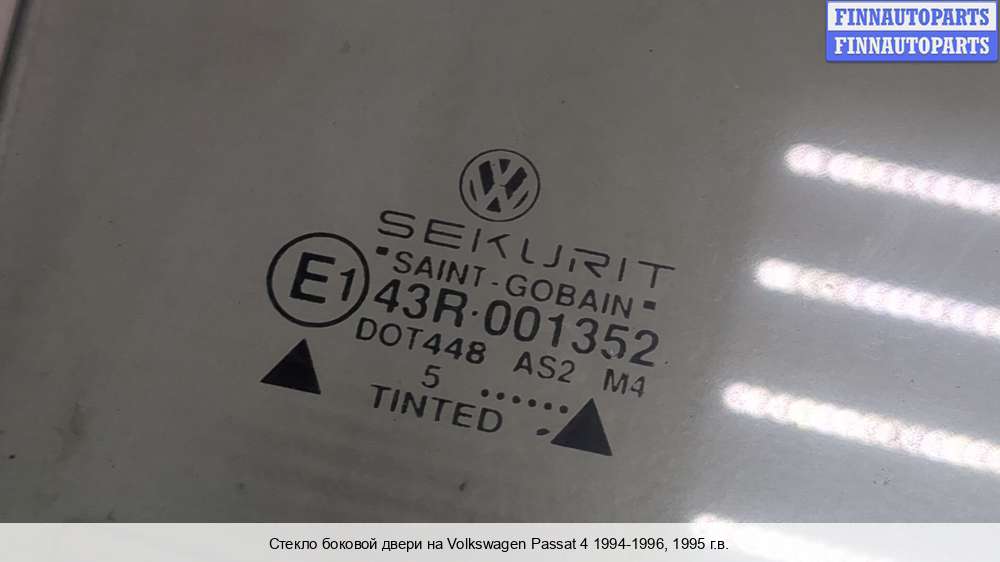 FINNAUTOPARTS
FINNAUTOPARTS
SEKURIT
SAINT-GOBAIN
E1 43R·001352
DOT448 AS2 M4
5 ......
TINTED .
Стекло боковой двери на Volkswagen Passat 4 1994-1996, 1995 г.в.